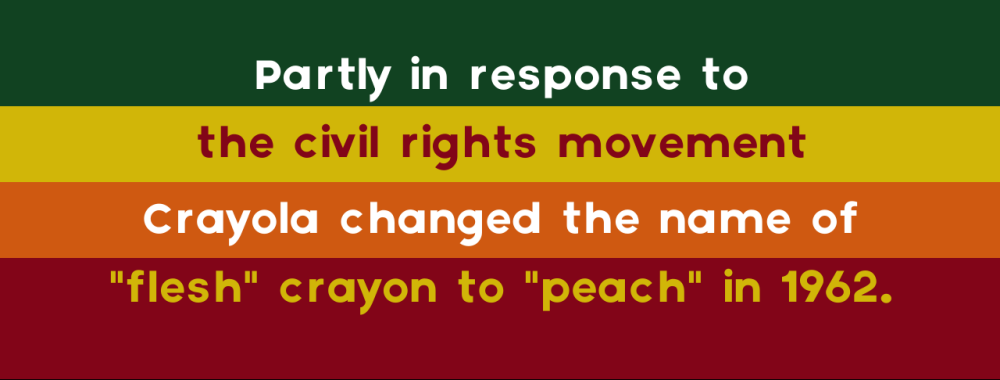 Partly in response to
the civil rights movement
Crayola changed the name of
"flesh" crayon to "peach" in 1962.